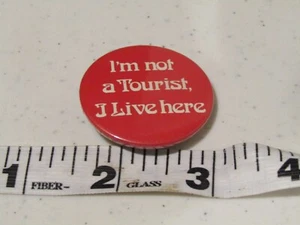 I'm not
a Tourist,
I Live here
1 FIBER- 2 GLASS 3 4